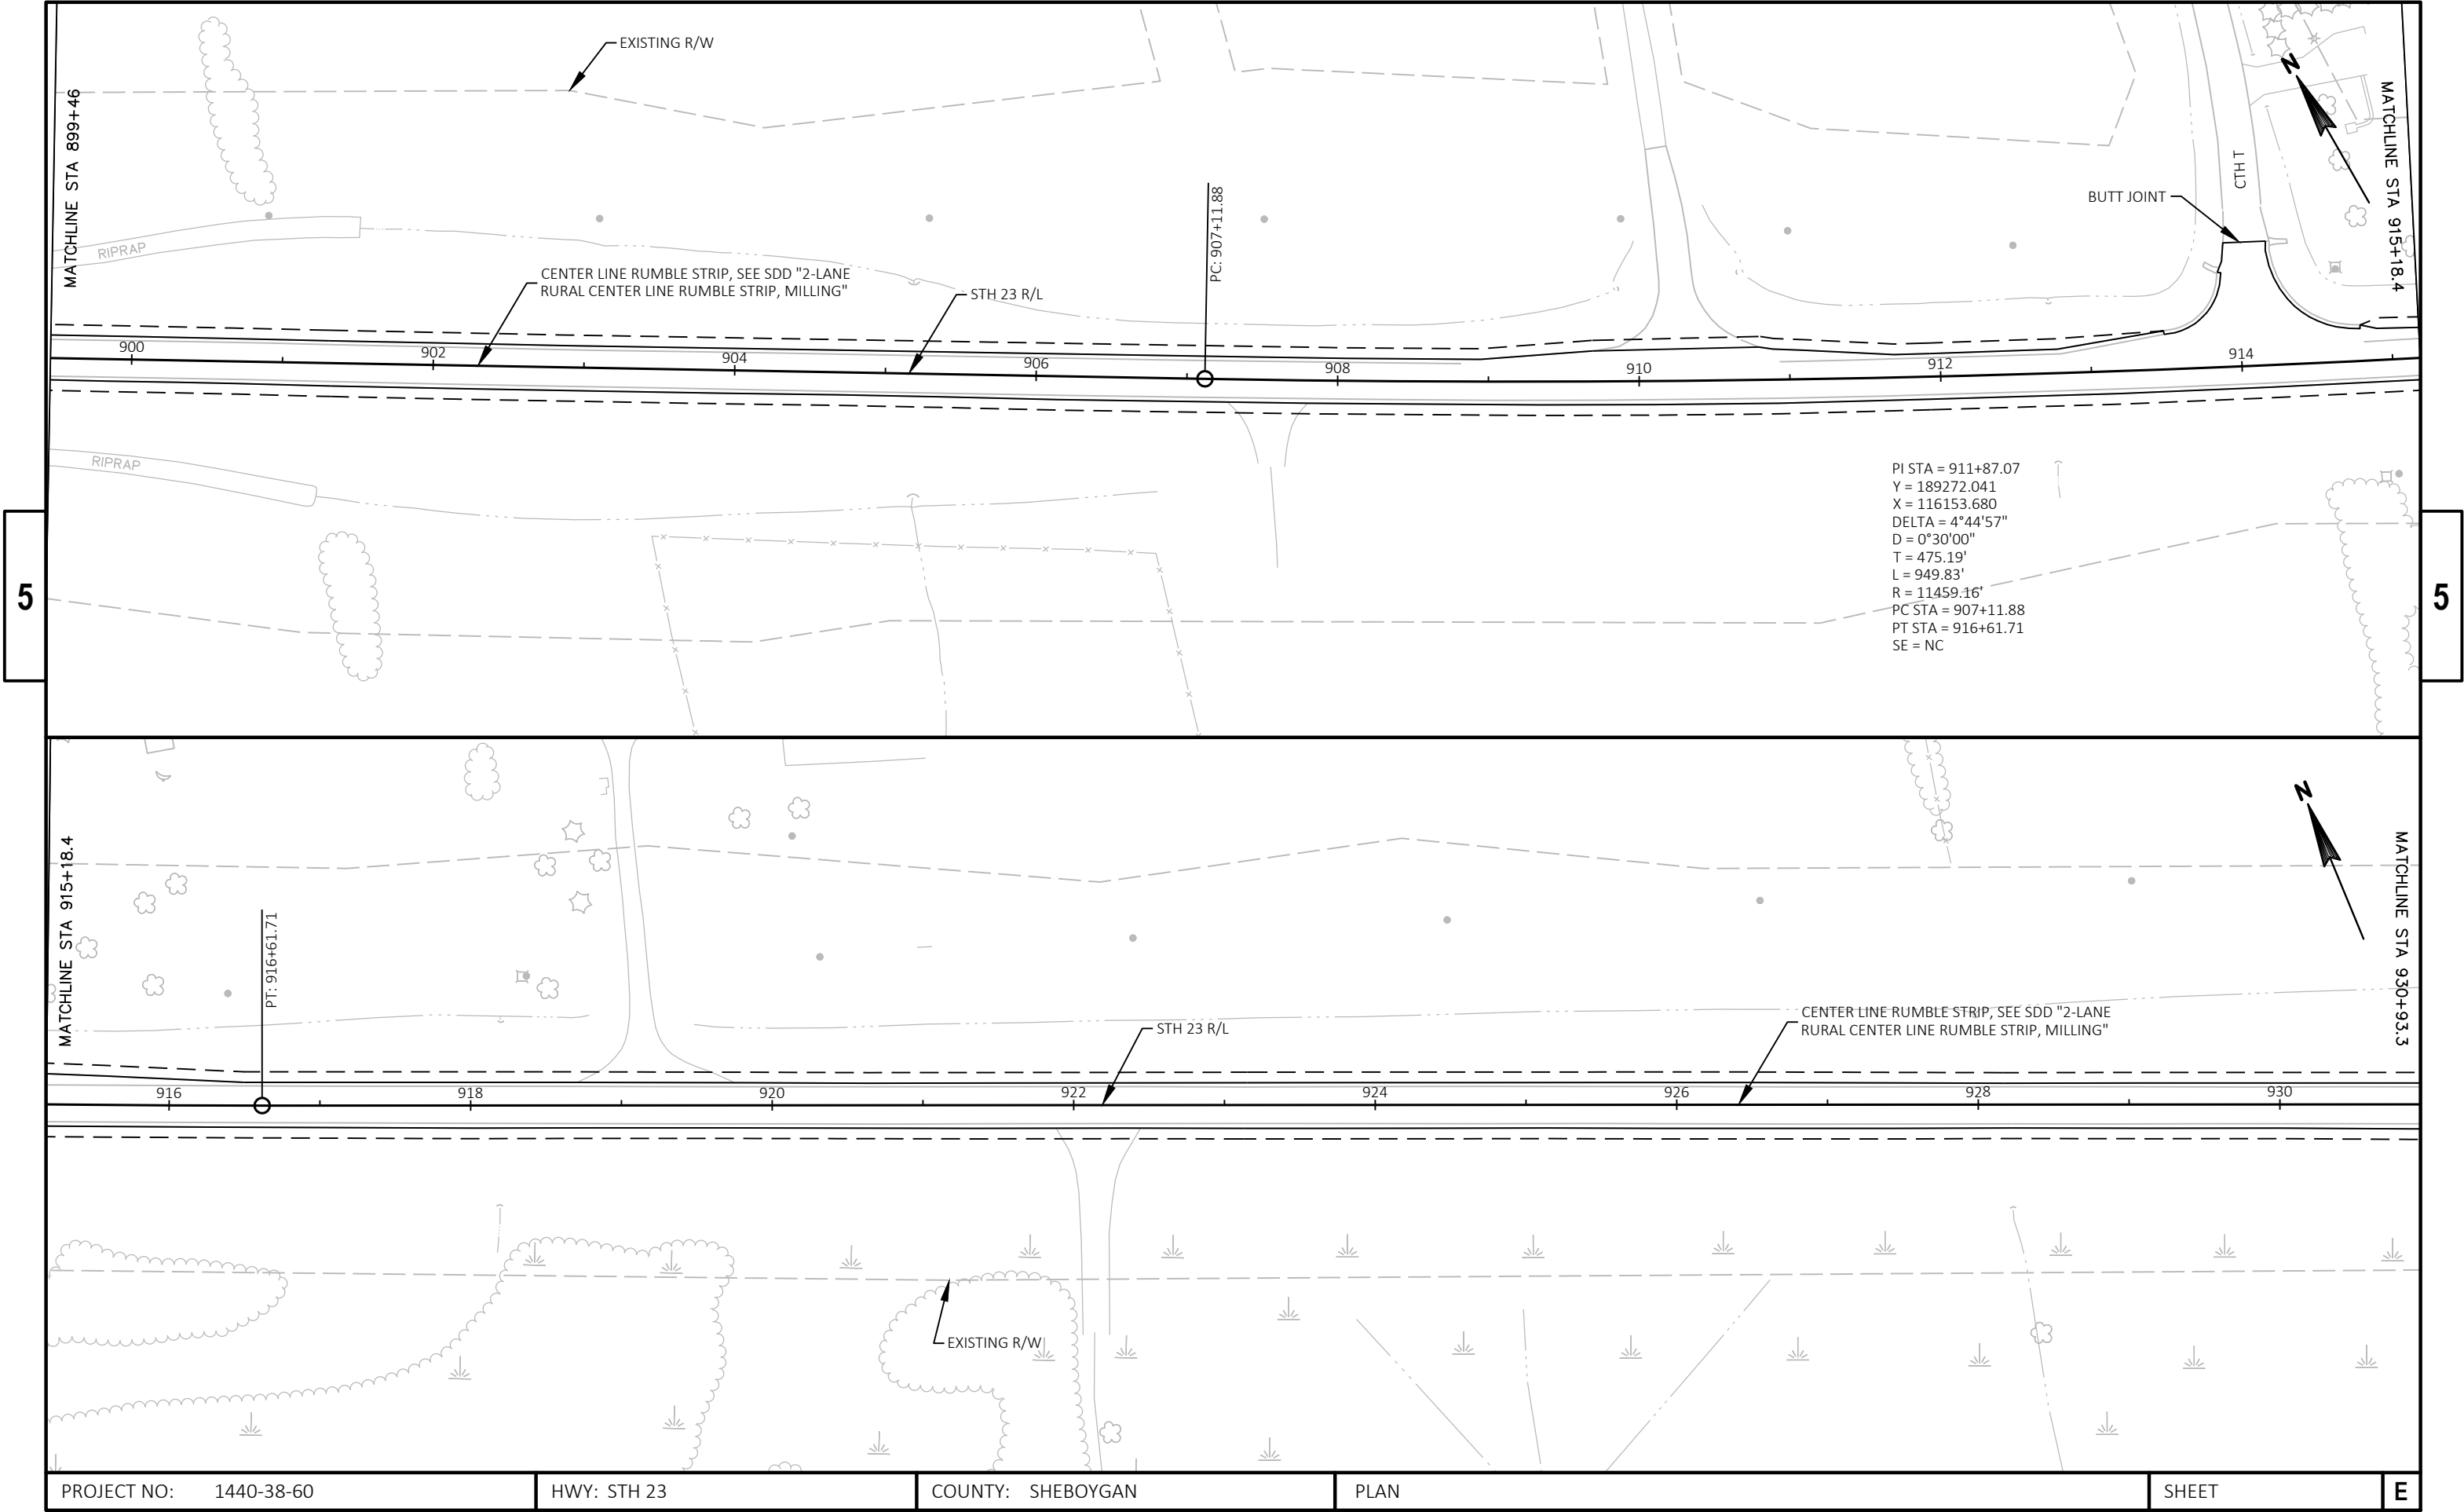 EXISTING R/W
MATCHLINE STA 899+46
MATCHLINE STA 915+18.4
N
CTH T
BUTT JOINT
PC: 907+11.88
RIPRAP
CENTER LINE RUMBLE STRIP, SEE SDD "2-LANE
RURAL CENTER LINE RUMBLE STRIP, MILLING"
STH 23 R/L
900
902
904
906
908
910
912
914
RIPRAP
PI STA = 911+87.07
Y = 189272.041
X = 116153.680
DELTA = 4°44'57"
D = 0°30'00"
T = 475.19'
L = 949.83'
R = 11459.16'
PC STA = 907+11.88
PT STA = 916+61.71
SE = NC
5
5
N
MATCHLINE STA 915+18.4
MATCHLINE STA 930+93.3
PT: 916+61.71
STH 23 R/L
CENTER LINE RUMBLE STRIP, SEE SDD "2-LANE
RURAL CENTER LINE RUMBLE STRIP, MILLING"
916
918
920
922
924
926
928
930
EXISTING R/W
PROJECT NO: 1440-38-60
HWY: STH 23
COUNTY: SHEBOYGAN
PLAN
SHEET
E